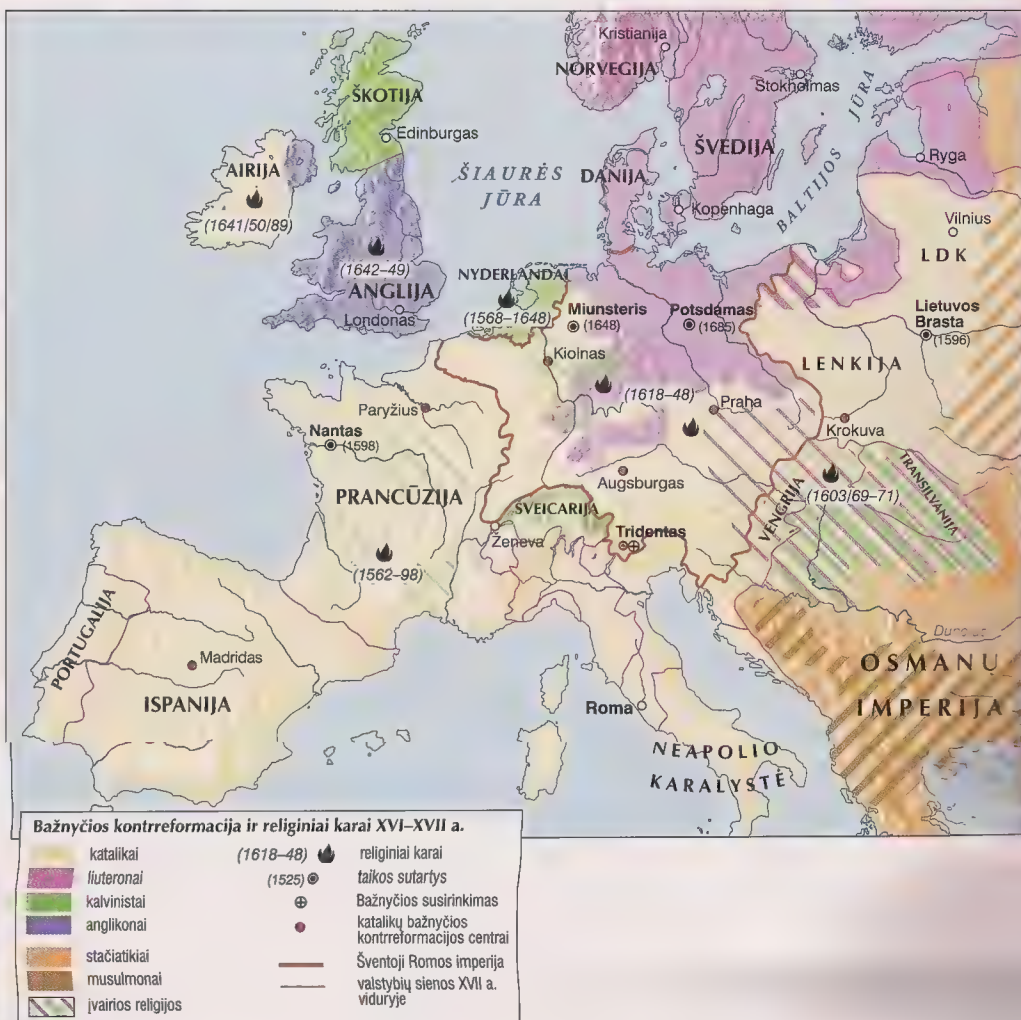 Kristianija
NORVEGIJA
Stokholmas
ŠKOTIJA
Edinburgas
ŠVEDIJA
BALTIJOS JŪRA
Ryga
AIRIJA
(1641/50/89)
ŠIAURĖS
JŪRA
DANIJA
Kopenhaga
Vilnius
LDK
(1642–49)
ANGLIJA
Londonas
NYDERLANDAI
(1568–1648)
Miunsteris
(1648)
Potsdamas
(1685)
Lietuvos
Brasta
(1596)
LENKIJA
Kiolnas
(1618–48)
Praha
Krokuva
Paryžius
Nantas
(1598)
Augsburgas
VENGRIJA
TRANSILVANIJA
(1603/69–71)
PRANCŪZIJA
ŠVEICARIJA
Ženeva
Tridentas
(1562–98)
PORTUGALIJA
Madridas
ISPANIJA
Roma
OSMANU
IMPERIJA
NEAPOLIO
KARALYSTĖ
Bažnyčios kontrreformacija ir religiniai karai XVI–XVII a.
katalikai
liuteronai
kalvinistai
anglikonai
stačiatikiai
musulmonai
įvairios religijos
(1618–48) religiniai karai
(1525) taikos sutartys
Bažnyčios susirinkimas
katalikų bažnyčios
kontrreformacijos centrai
Šventoji Romos imperija
valstybių sienos XVII a.
viduryje